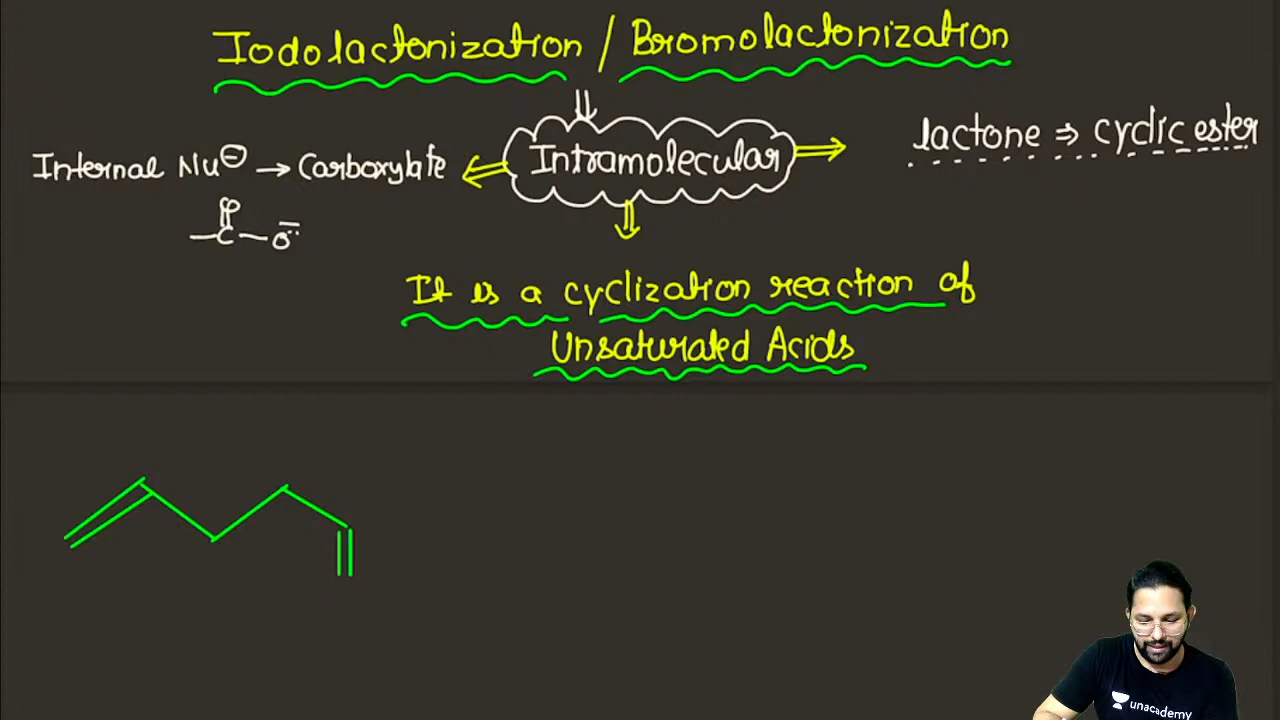 Iodolactonization / Bromolactonization
Internal Nu⊖ → Carboxylate
Intramolecular
lactone ⇒ cyclic ester
O
—C—O⁻
It is a cyclization reaction of
Unsaturated Acids
unacademy